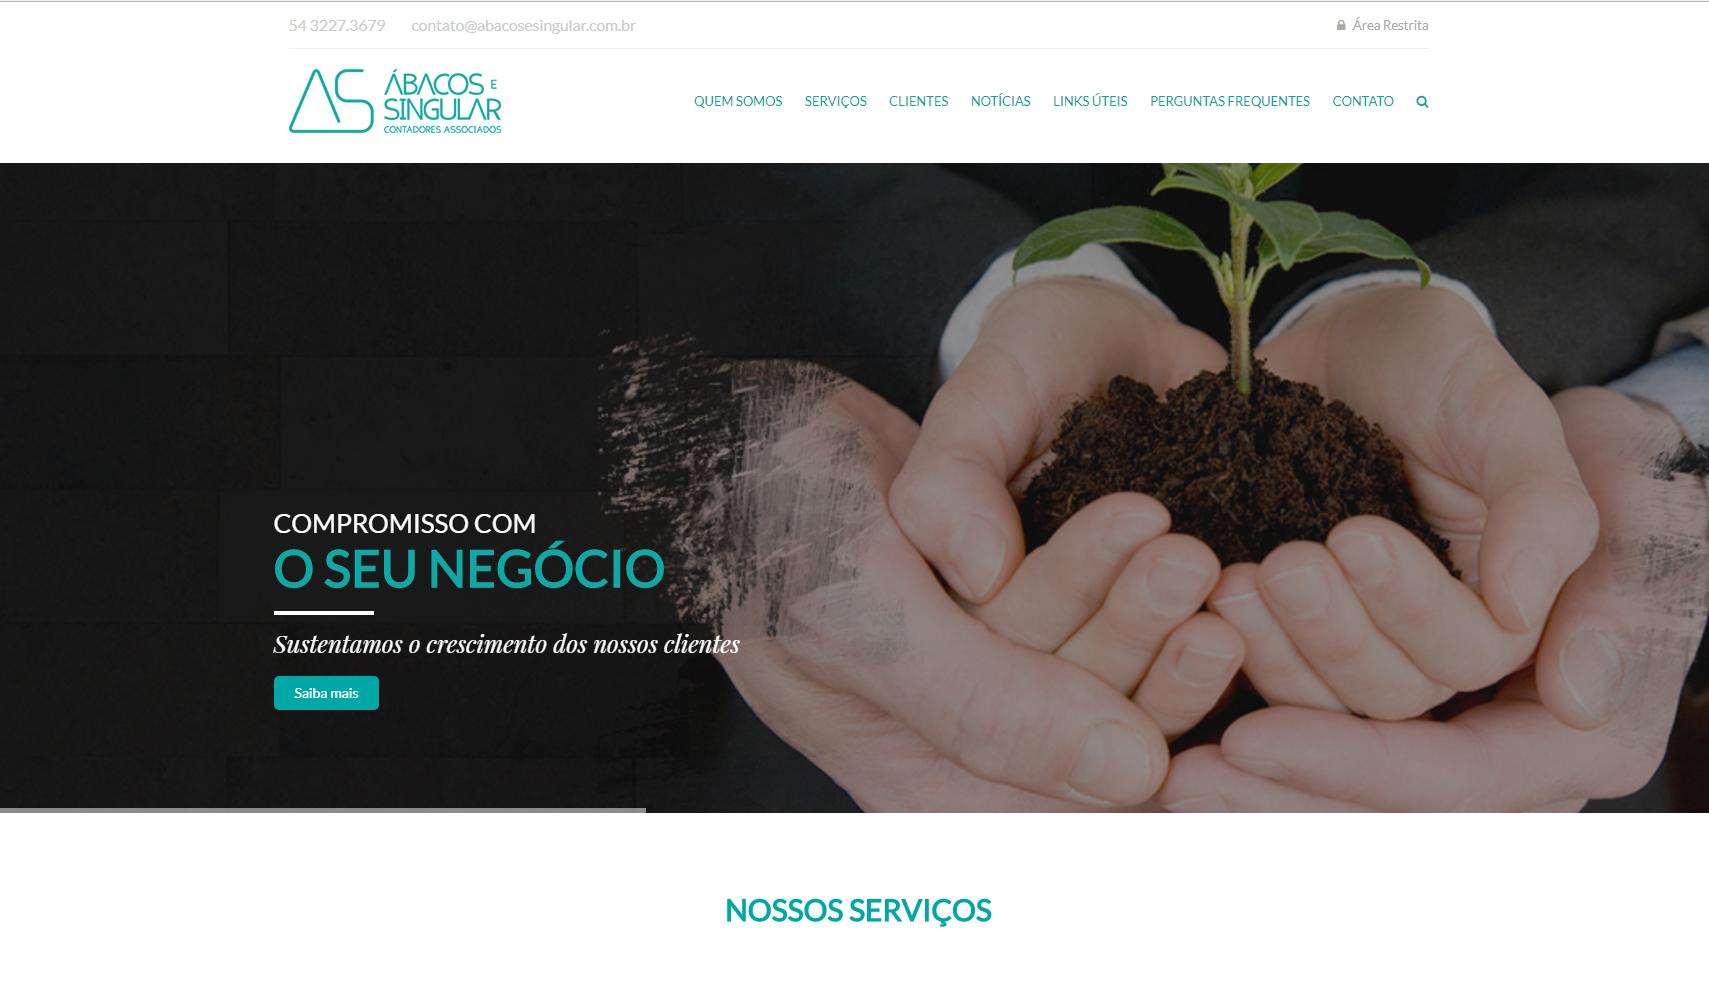 54 3227.3679 contato@abacosesingular.com.br Área Restrita
AS ÁBACOS E
SINGULAR
CONTADORES ASSOCIADOS
QUEM SOMOS SERVIÇOS CLIENTES NOTÍCIAS LINKS ÚTEIS PERGUNTAS FREQUENTES CONTATO
COMPROMISSO COM
O SEU NEGÓCIO
Sustentamos o crescimento dos nossos clientes
Saiba mais
NOSSOS SERVIÇOS